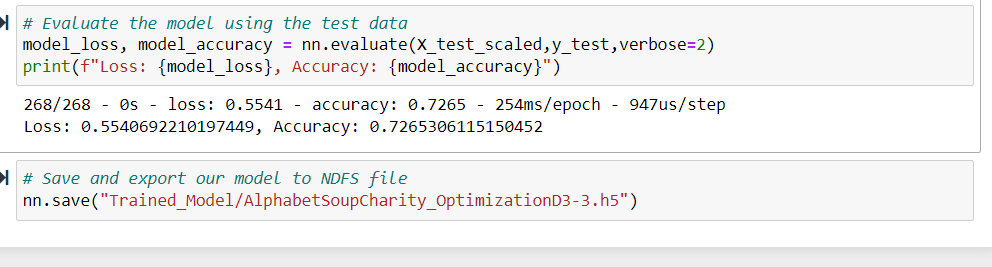 # Evaluate the model using the test data
model_loss, model_accuracy = nn.evaluate(X_test_scaled,y_test,verbose=2)
print(f"Loss: {model_loss}, Accuracy: {model_accuracy}")
268/268 - 0s - loss: 0.5541 - accuracy: 0.7265 - 254ms/epoch - 947us/step
Loss: 0.5540692210197449, Accuracy: 0.7265306115150452
# Save and export our model to NDFS file
nn.save("Trained_Model/AlphabetSoupCharity_OptimizationD3-3.h5")